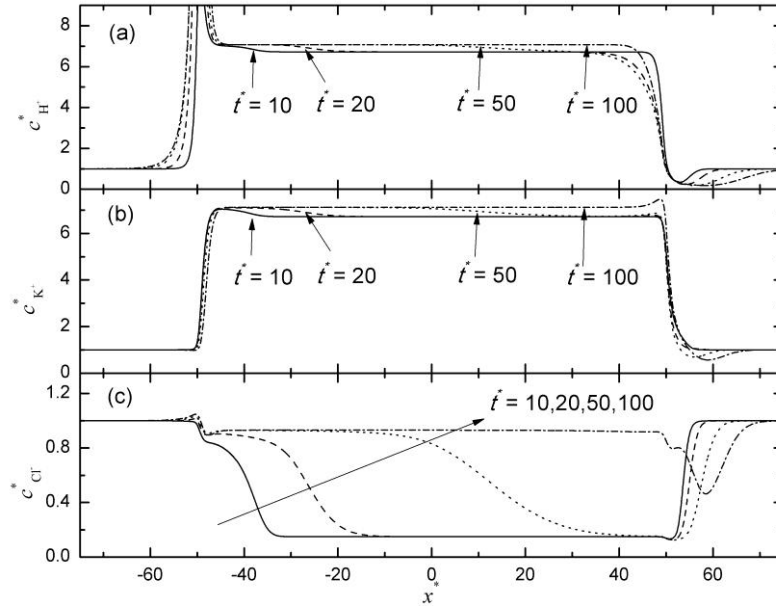 (a)
8
6
4
2
0
c*H+
t* = 10
t* = 20
t* = 50
t* = 100
(b)
6
4
2
0
c*K+
t* = 10
t* = 20
t* = 50
t* = 100
(c)
1.2
0.8
0.4
0.0
c*Cl-
t* = 10,20,50,100
-60 -40 -20 0 20 40 60
x*